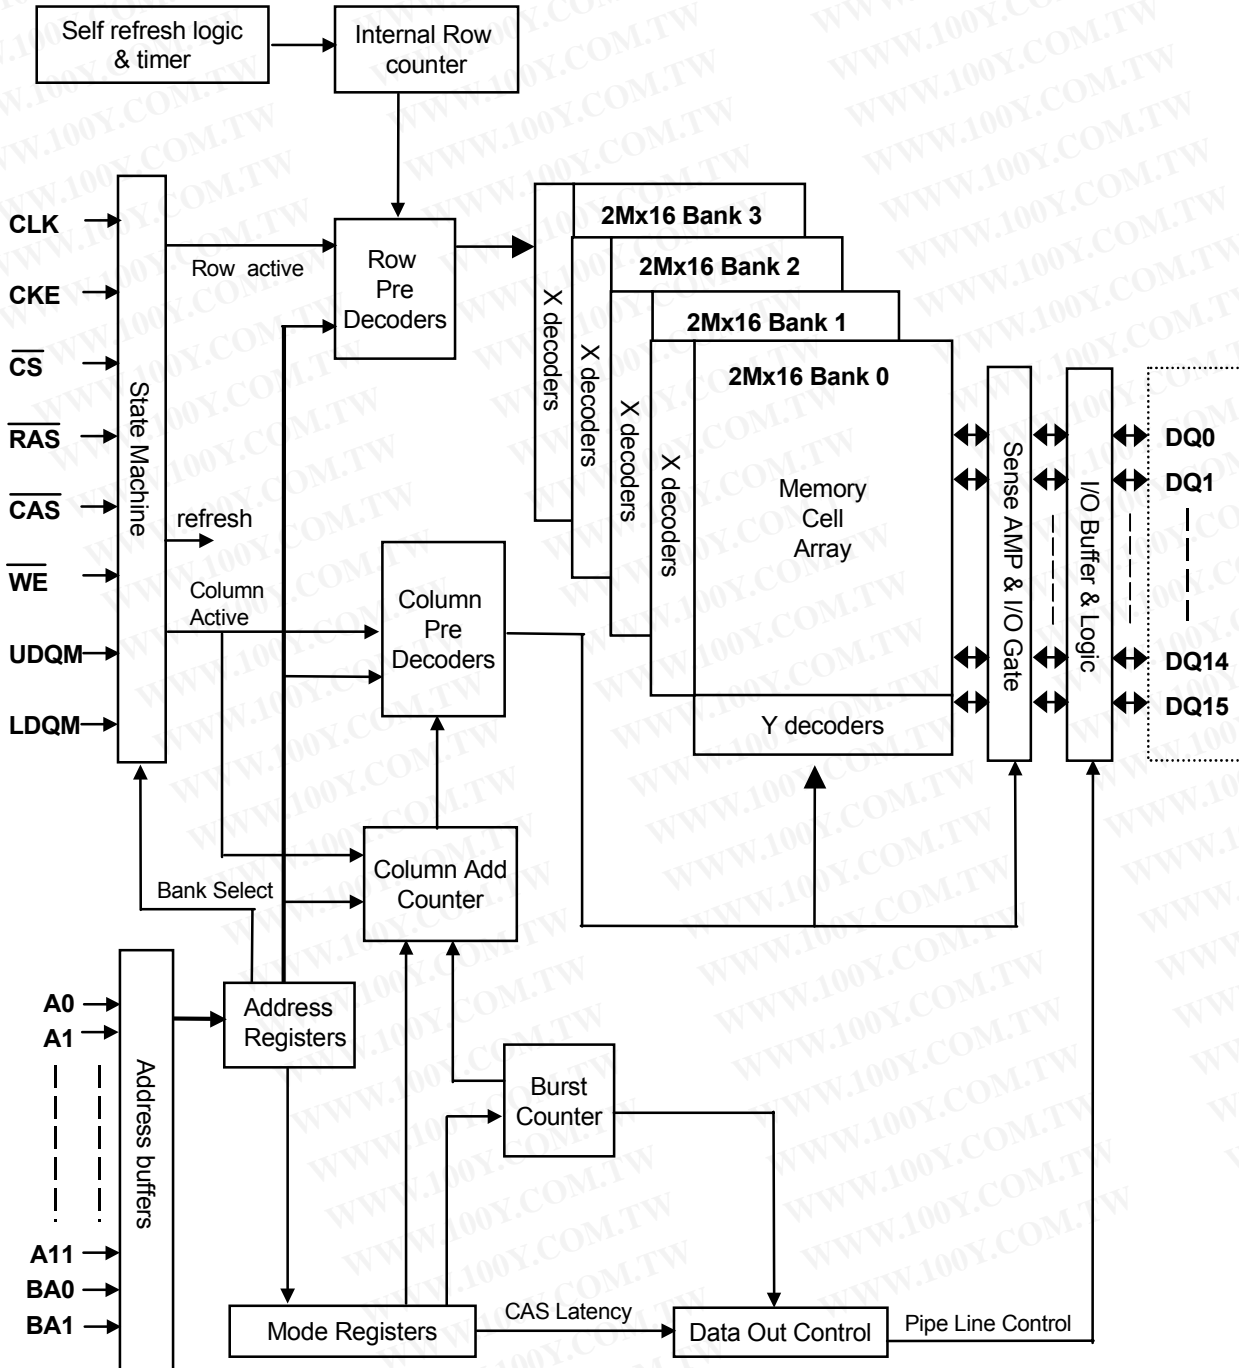 Self refresh logic
& timer
Internal Row
counter
CLK
CKE
CS
RAS
CAS
WE
UDQM
LDQM
State Machine
Row active
refresh
Column
Active
Bank Select
Row
Pre
Decoders
Column
Pre
Decoders
Column Add
Counter
2Mx16 Bank 3
2Mx16 Bank 2
2Mx16 Bank 1
2Mx16 Bank 0
X decoders
X decoders
X decoders
X decoders
Memory
Cell
Array
Y decoders
Sense AMP & I/O Gate
I/O Buffer & Logic
DQ0
DQ1
DQ14
DQ15
A0
A1
A11
BA0
BA1
Address buffers
Address
Registers
Burst
Counter
Mode Registers
CAS Latency
Data Out Control
Pipe Line Control
WWW.100Y.COM.TW